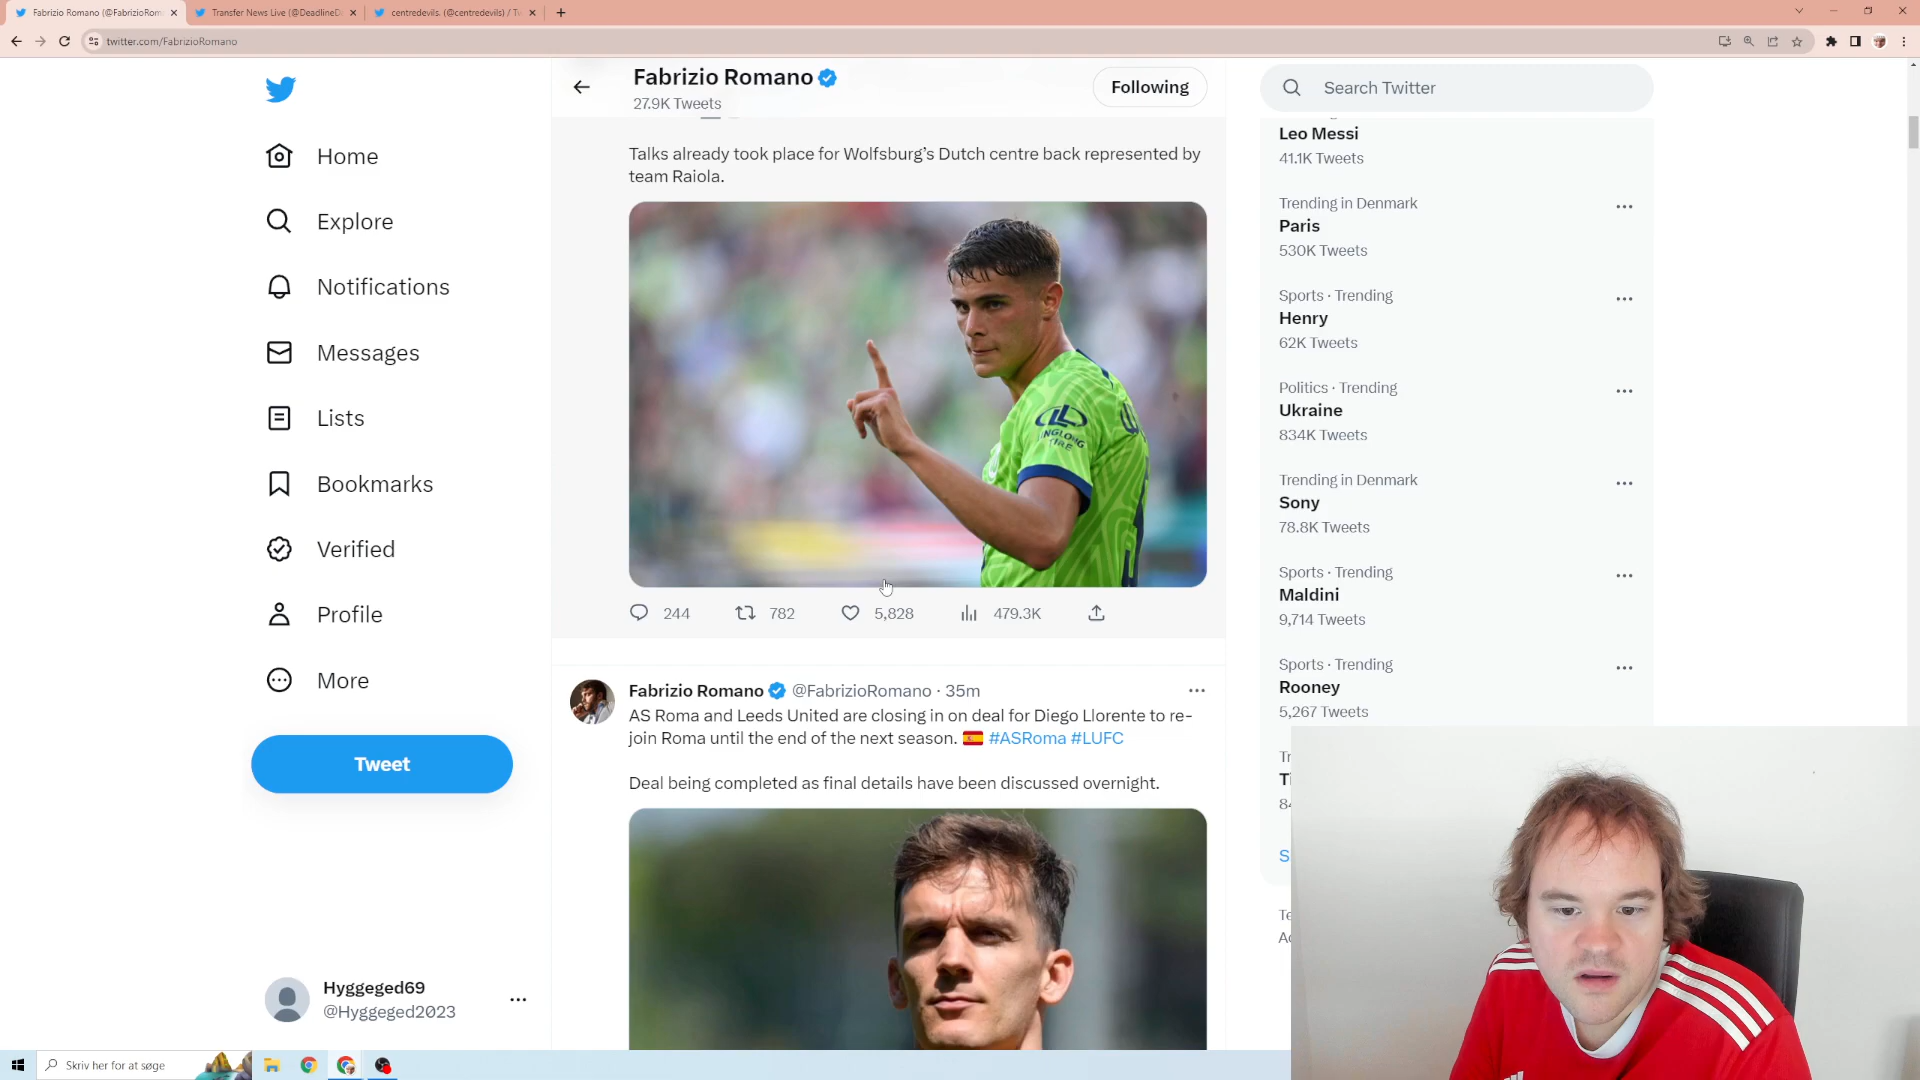 Fabrizio Romano (@FabrizioRom
Transfer News Live (@DeadlineD
centredevils. (@centredevils) / Tw
twitter.com/FabrizioRomano
Home
Explore
Notifications
Messages
Lists
Bookmarks
Verified
Profile
More
Tweet
Hyggeged69
@Hyggeged2023
Fabrizio Romano
27.9K Tweets
Following
Talks already took place for Wolfsburg’s Dutch centre back represented by
team Raiola.
LINGLONG
TIRE
244
782
5,828
479.3K
Fabrizio Romano @FabrizioRomano · 35m
AS Roma and Leeds United are closing in on deal for Diego Llorente to re-
join Roma until the end of the next season. 🇪🇸 #ASRoma #LUFC
Deal being completed as final details have been discussed overnight.
Search Twitter
Leo Messi
41.1K Tweets
Trending in Denmark
Paris
530K Tweets
Sports · Trending
Henry
62K Tweets
Politics · Trending
Ukraine
834K Tweets
Trending in Denmark
Sony
78.8K Tweets
Sports · Trending
Maldini
9,714 Tweets
Sports · Trending
Rooney
5,267 Tweets
Skriv her for at søge